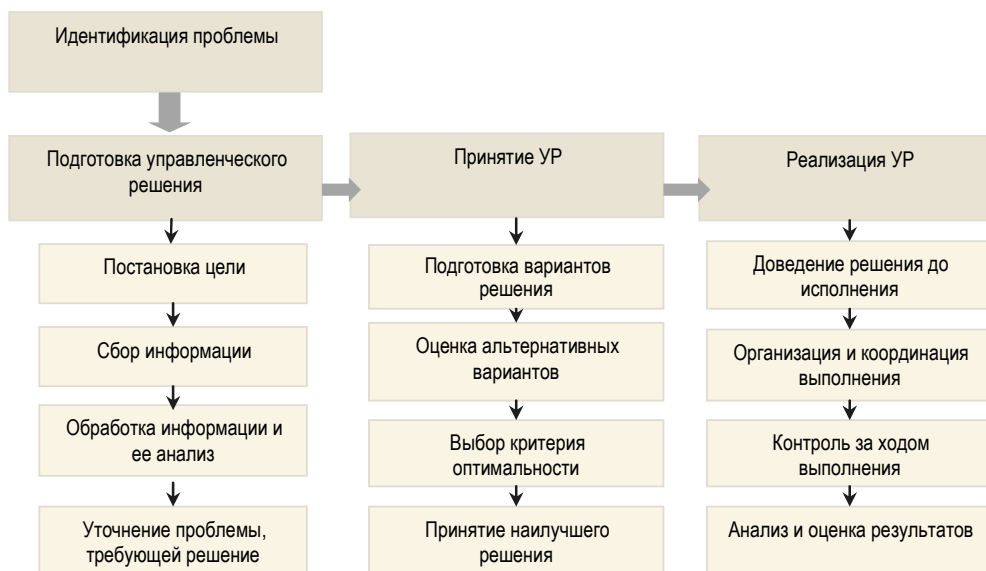 Идентификация проблемы
Подготовка управленческого
решения
Постановка цели
Сбор информации
Обработка информации и
ее анализ
Уточнение проблемы,
требующей решение
Принятие УР
Подготовка вариантов
решения
Оценка альтернативных
вариантов
Выбор критерия
оптимальности
Принятие наилучшего
решения
Реализация УР
Доведение решения до
исполнения
Организация и координация
выполнения
Контроль за ходом
выполнения
Анализ и оценка результатов